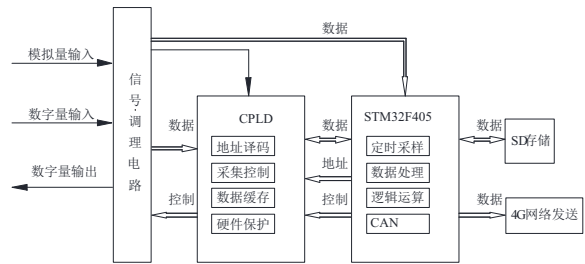 数据
模拟量输入
数字量输入
数字量输出
信号·调理电路
数据
控制
CPLD
地址译码
采集控制
数据缓存
硬件保护
数据
地址
控制
STM32F405
定时采样
数据处理
逻辑运算
CAN
数据
SD存储
数据
4G网络发送